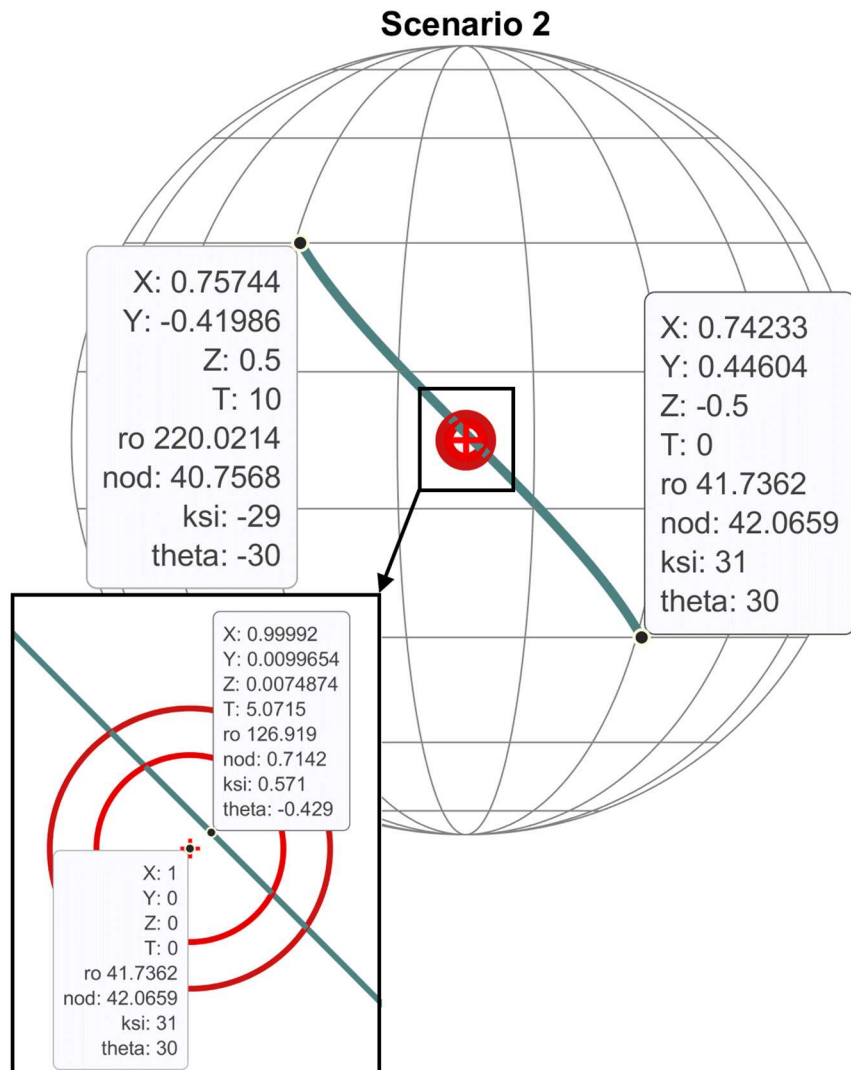 Scenario 2
X: 0.75744
Y: -0.41986
Z: 0.5
T: 10
ro 220.0214
nod: 40.7568
ksi: -29
theta: -30
X: 0.74233
Y: 0.44604
Z: -0.5
T: 0
ro 41.7362
nod: 42.0659
ksi: 31
theta: 30
X: 0.99992
Y: 0.0099654
Z: 0.0074874
T: 5.0715
ro 126.919
nod: 0.7142
ksi: 0.571
theta: -0.429
X: 1
Y: 0
Z: 0
T: 0
ro 41.7362
nod: 42.0659
ksi: 31
theta: 30